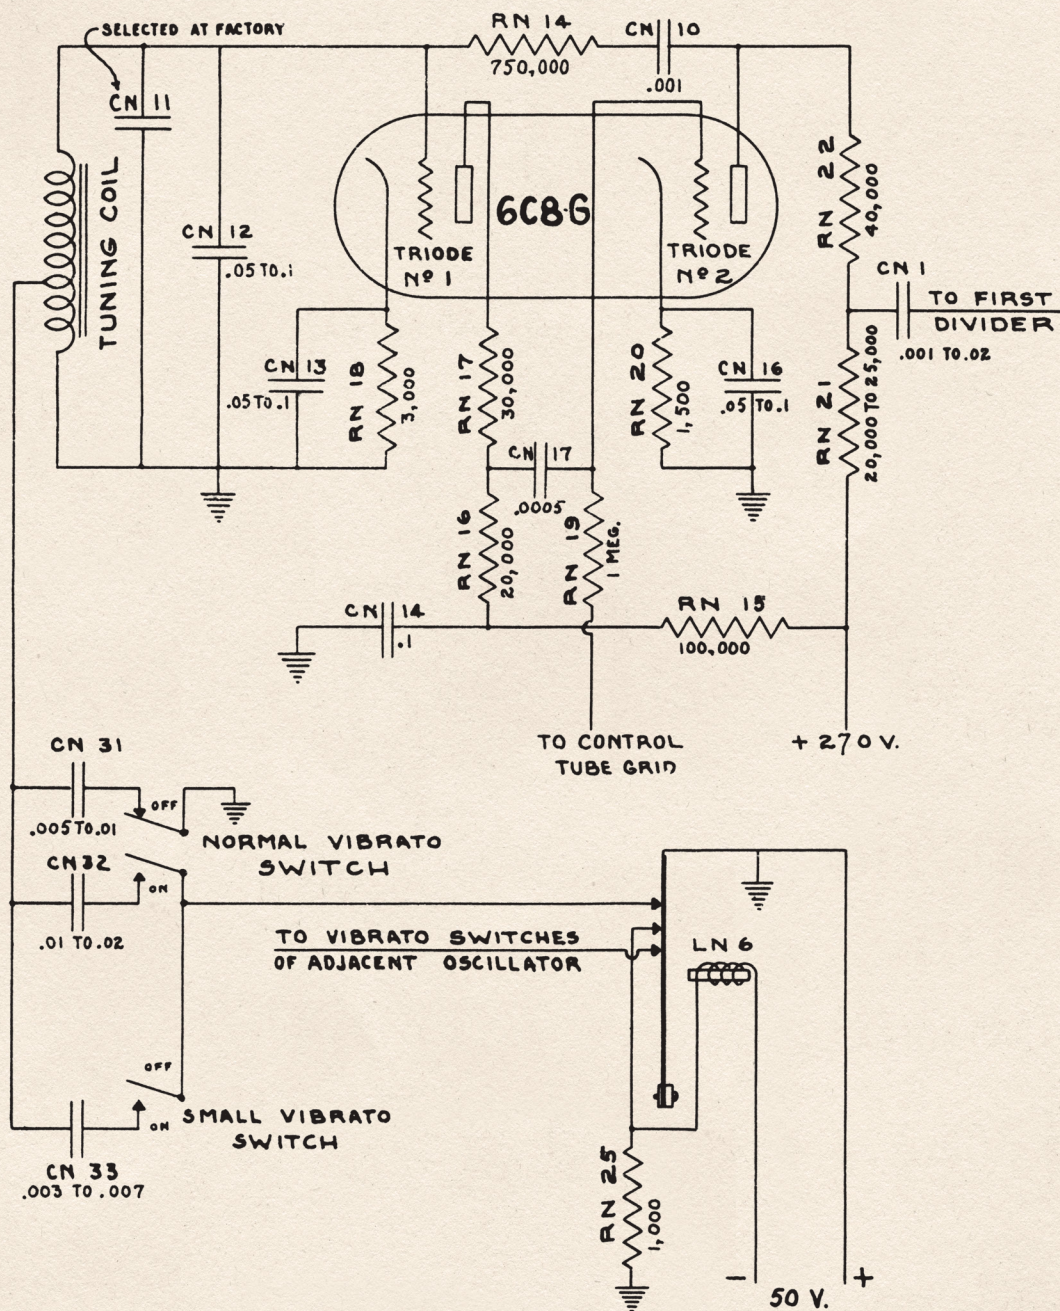 SELECTED AT FACTORY
RN 14
750,000
CN 10
.001
CN 11
TUNING COIL
CN 12
.05 TO .1
6C8-G
TRIODE
Nº 1
TRIODE
Nº 2
RN 22
40,000
CN 1
.001 TO .02
TO FIRST
DIVIDER
CN 13
.05 TO .1
RN 18
3,000
RN 17
30,000
RN 20
1,500
CN 16
.05 TO .1
RN 21
20,000 TO 25,000
CN 17
.0005
RN 16
20,000
RN 19
1 MEG.
CN 14
.1
RN 15
100,000
TO CONTROL
TUBE GRID
+ 270 V.
CN 31
.005 TO .01
OFF
NORMAL VIBRATO
SWITCH
CN 32
ON
.01 TO .02
TO VIBRATO SWITCHES
OF ADJACENT OSCILLATOR
LN 6
OFF
ON
SMALL VIBRATO
SWITCH
CN 33
.003 TO .007
RN 25
1,000
- +
50 V.